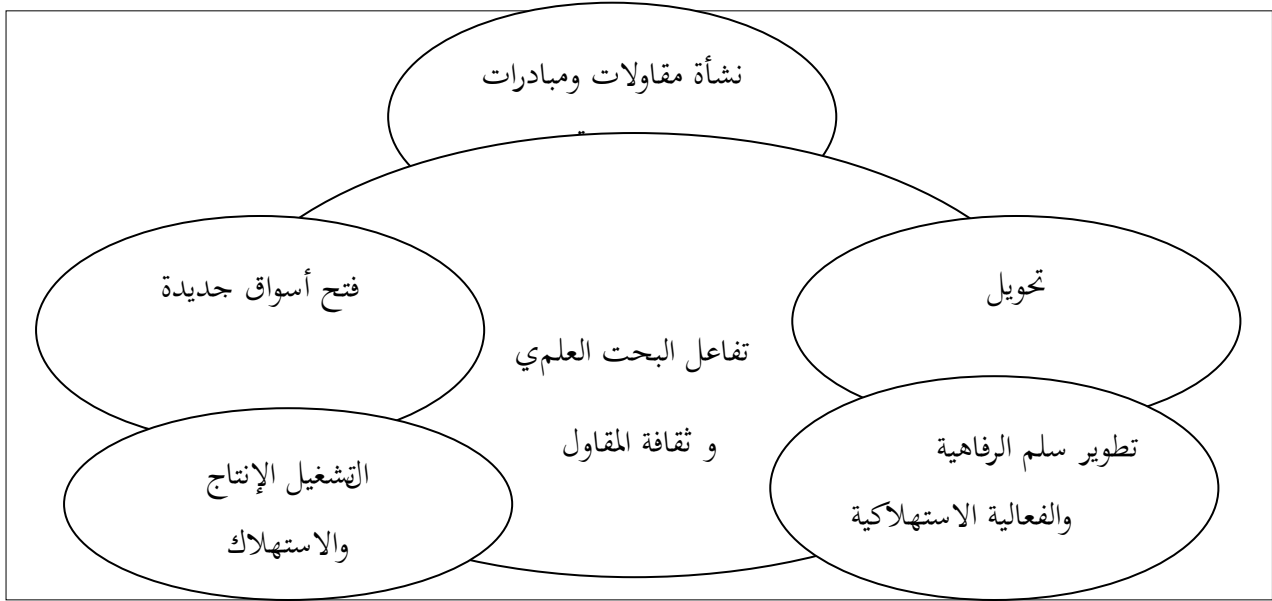 نشأة مقاولات ومبادرات
فتح أسواق جديدة
تحويل
تفاعل البحت العلمي
و ثقافة المقاول
تطوير سلم الرفاهية
والفعالية الاستهلاكية
التشغيل الإنتاج
والاستهلاك